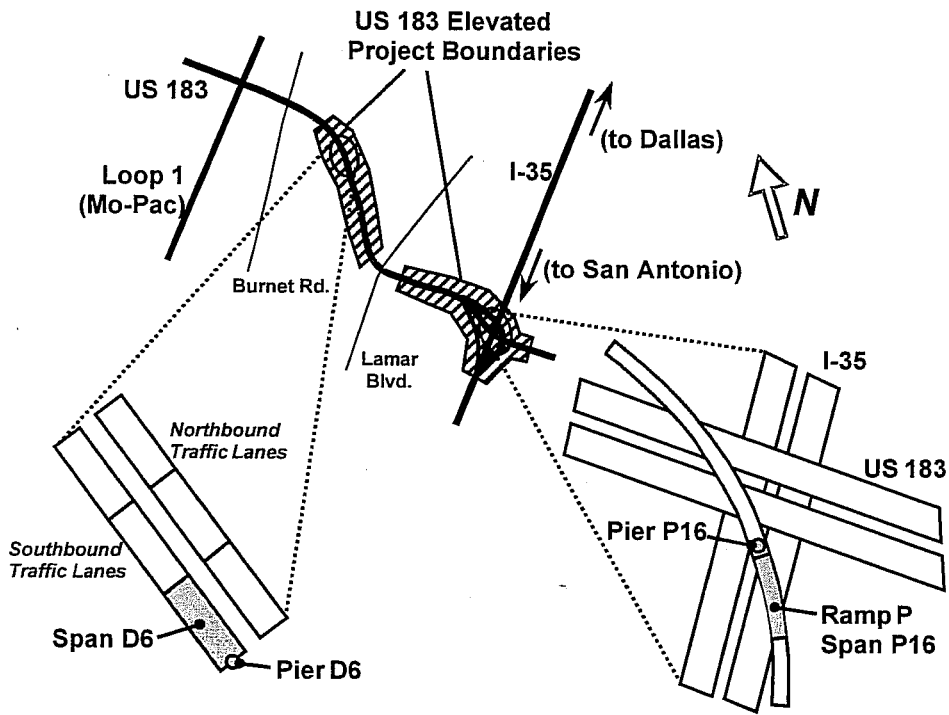 US 183 Elevated
Project Boundaries
US 183
(to Dallas)
I-35
Loop 1
(Mo-Pac)
N
(to San Antonio)
Burnet Rd.
Lamar
Blvd.
I-35
Northbound
Traffic Lanes
US 183
Pier P16
Southbound
Traffic Lanes
Ramp P
Span P16
Span D6
Pier D6